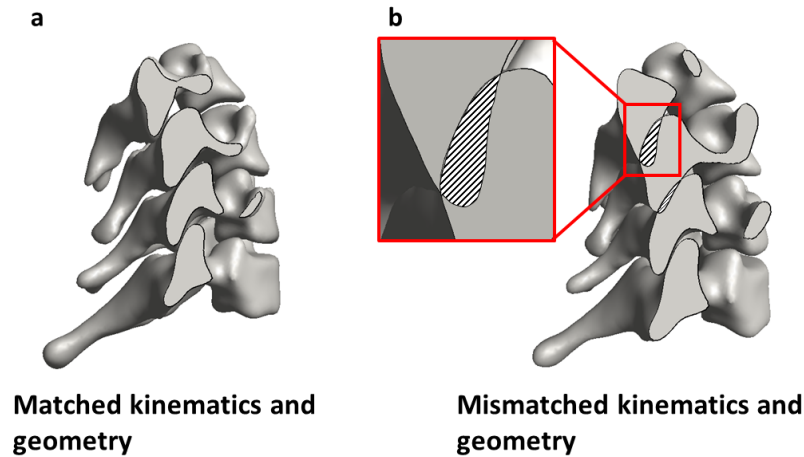 a
b
Matched kinematics and
geometry
Mismatched kinematics and
geometry